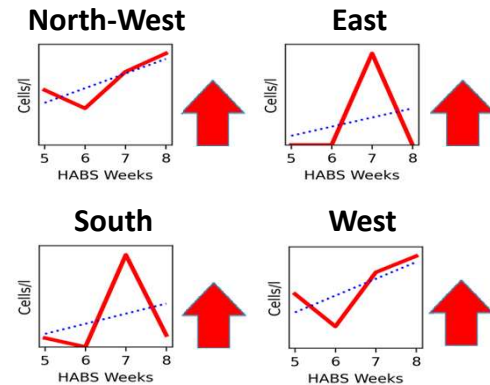 North-West
Cells/l
5 6 7 8
HABS Weeks
East
Cells/l
5 6 7 8
HABS Weeks
South
Cells/l
5 6 7 8
HABS Weeks
West
Cells/l
5 6 7 8
HABS Weeks